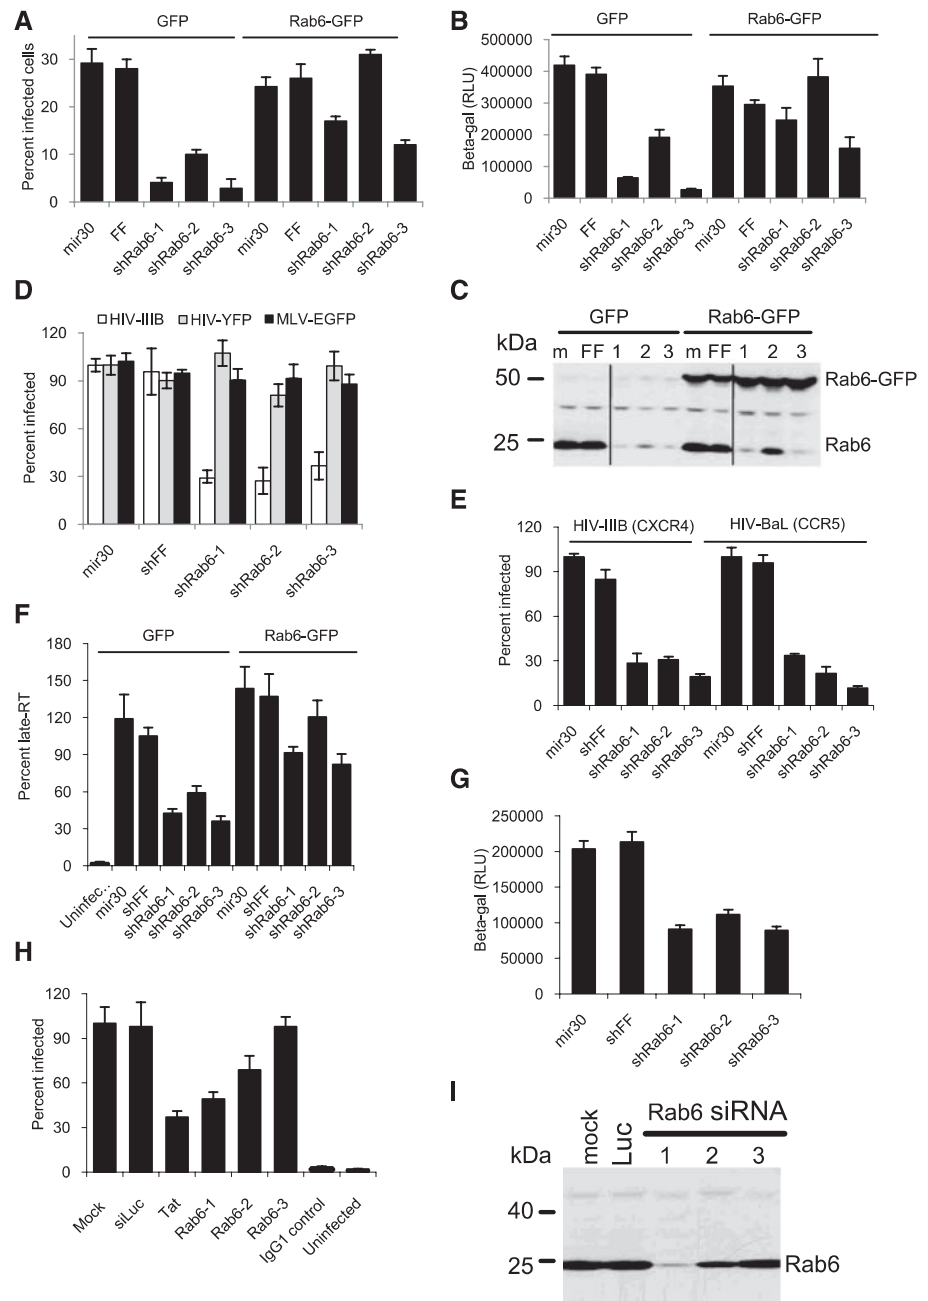 A
GFP
Rab6-GFP
Percent infected cells
30
20
10
0
mir30
FF
shRab6-1
shRab6-2
shRab6-3
mir30
FF
shRab6-1
shRab6-2
shRab6-3
B
GFP
Rab6-GFP
Beta-gal (RLU)
500000
400000
300000
200000
100000
0
mir30
FF
shRab6-1
shRab6-2
shRab6-3
mir30
FF
shRab6-1
shRab6-2
shRab6-3
D
HIV-IIIB HIV-YFP MLV-EGFP
Percent infected
120
90
60
30
0
mir30
shFF
shRab6-1
shRab6-2
shRab6-3
C
GFP
Rab6-GFP
kDa
m FF 1 2 3 m FF 1 2 3
50
Rab6-GFP
25
Rab6
E
HIV-IIIB (CXCR4)
HIV-BaL (CCR5)
Percent infected
120
90
60
30
0
mir30
shFF
shRab6-1
shRab6-2
shRab6-3
mir30
shFF
shRab6-1
shRab6-2
shRab6-3
F
GFP
Rab6-GFP
Percent late-RT
180
150
120
90
60
30
0
Uninfec...
mir30
shFF
shRab6-1
shRab6-2
shRab6-3
mir30
shFF
shRab6-1
shRab6-2
shRab6-3
G
Beta-gal (RLU)
250000
200000
150000
100000
50000
0
mir30
shFF
shRab6-1
shRab6-2
shRab6-3
H
Percent infected
120
90
60
30
0
Mock
siLuc
Tat
Rab6-1
Rab6-2
Rab6-3
IgG1 control
Uninfected
I
mock
Luc
Rab6 siRNA
kDa
1 2 3
40
25
Rab6